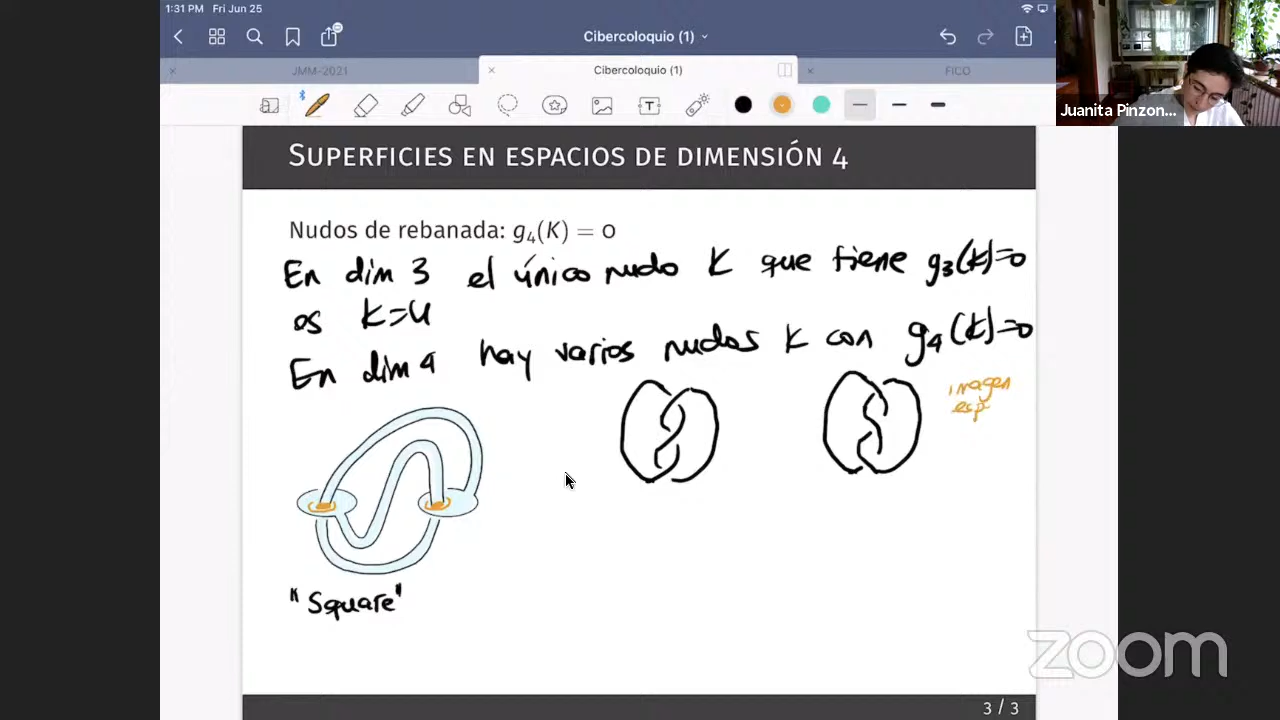 1:31 PM Fri Jun 25
Cibercoloquio (1)
JMM-2021
Cibercoloquio (1)
FICO
Juanita Pinzon...
SUPERFICIES EN ESPACIOS DE DIMENSIÓN 4
Nudos de rebanada: g₄(K) = 0
En dim 3 el único nudo K que tiene g₃(K)=0
es K=U
En dim 4 hay varios nudos K con g₄(K)=0
imagen
esp
"Square"
zoom
3 / 3